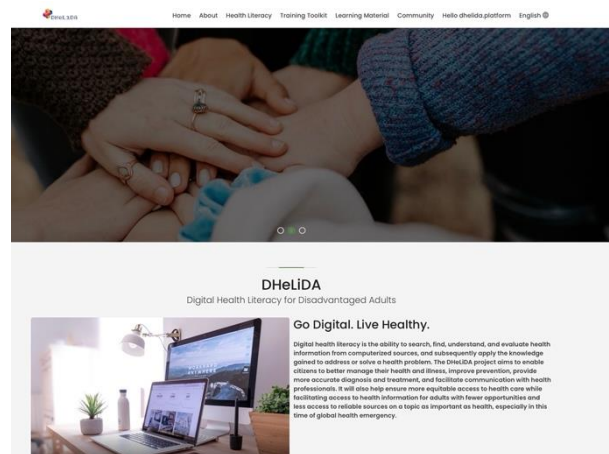 DHELIDA
Home About Health Literacy Training Toolkit Learning Material Community Hello dhelida.platform English
DHeLiDA
Digital Health Literacy for Disadvantaged Adults
Go Digital. Live Healthy.
Digital health literacy is the ability to search, find, understand, and evaluate health
information from computerized sources, and subsequently apply the knowledge
gained to address or solve a health problem. The DHeLiDA project aims to enable
citizens to better manage their health and illness, improve prevention, provide
more accurate diagnosis and treatment, and facilitate communication with health
professionals. It will also help ensure more equitable access to health care while
facilitating access to health information for adults with fewer opportunities and
less access to reliable sources on a topic as important as health, especially in this
time of global health emergency.